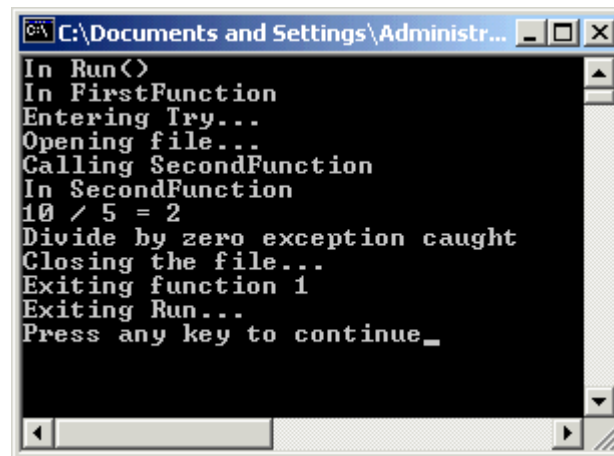 C:\Documents and Settings\Administr...
In Run()
In FirstFunction
Entering Try...
Opening file...
Calling SecondFunction
In SecondFunction
10 / 5 = 2
Divide by zero exception caught
Closing the file...
Exiting function 1
Exiting Run...
Press any key to continue_